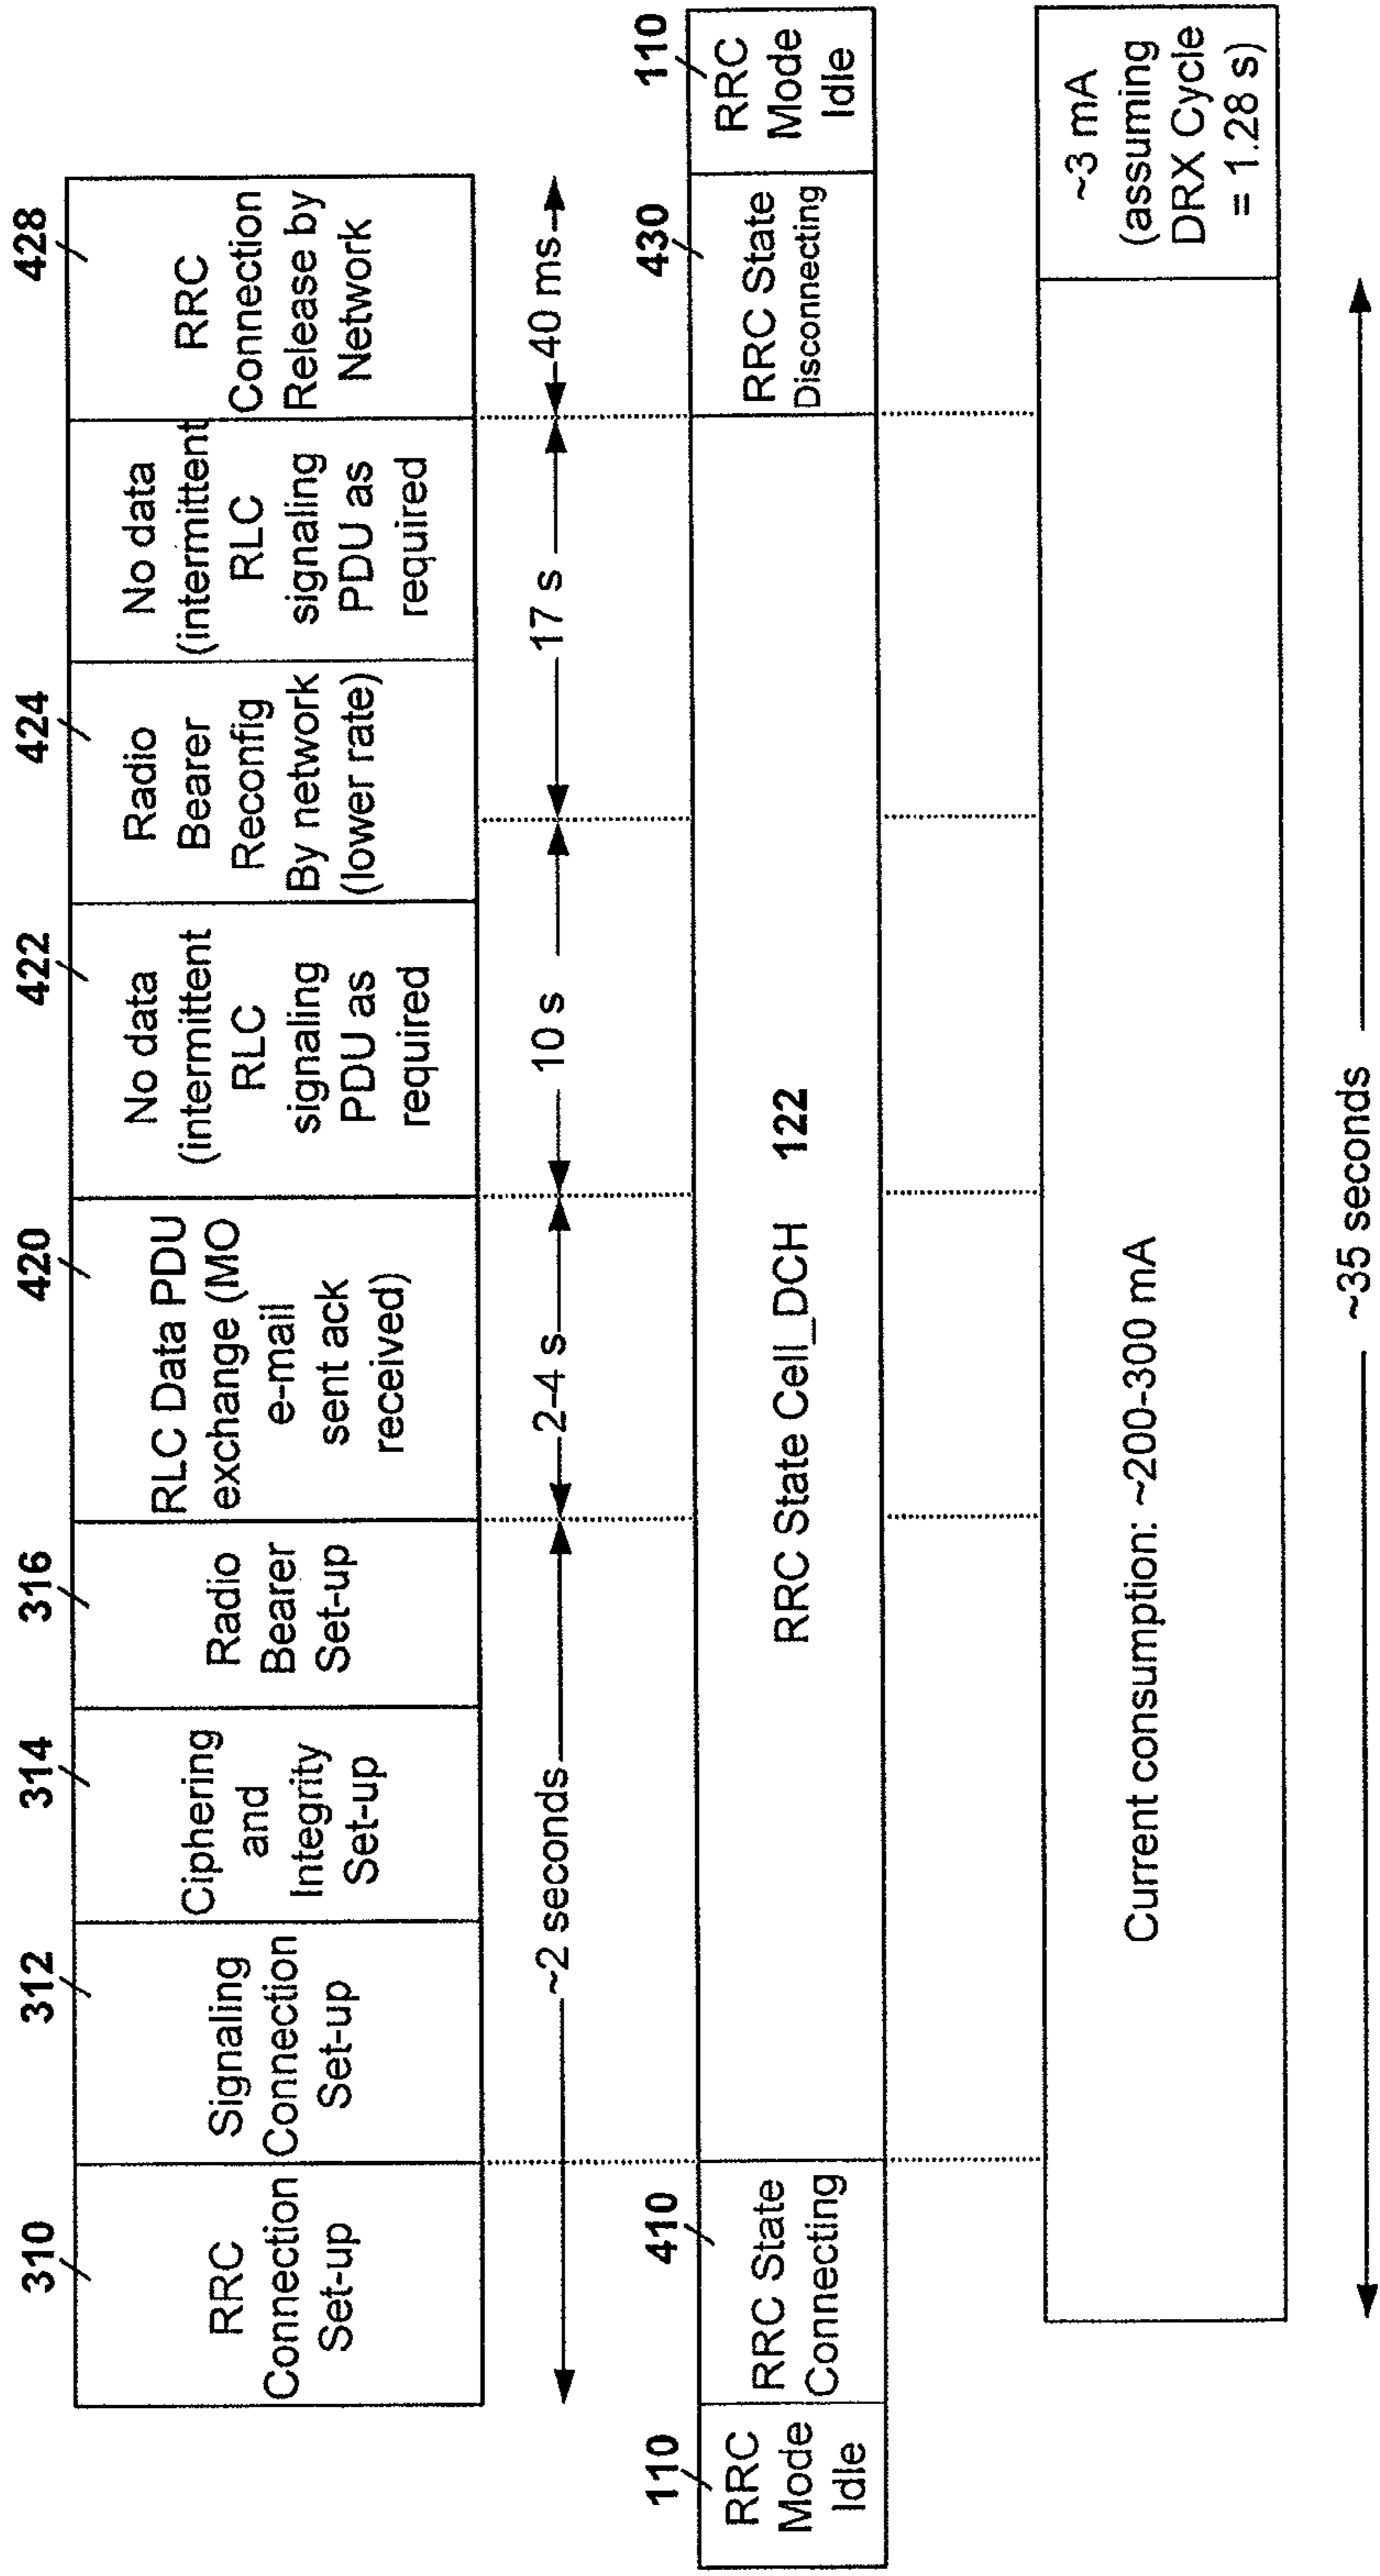 310
312
314
316
420
422
424
428
RRC
Connection
Set-up
Signaling
Connection
Set-up
Ciphering
and
Integrity
Set-up
Radio
Bearer
Set-up
RLC Data PDU
exchange (MO
e-mail
sent ack
received)
No data
(intermittent
RLC
signaling
PDU as
required
Radio
Bearer
Reconfig
By network
(lower rate)
No data
(intermittent
RLC
signaling
PDU as
required
RRC
Connection
Release by
Network
~2 seconds
2-4 s
10 s
17 s
40 ms
110
410
430
110
RRC
Mode
Idle
RRC State
Connecting
RRC State Cell_DCH 122
RRC State
Disconnecting
RRC
Mode
Idle
Current consumption: ~200-300 mA
~3 mA
(assuming
DRX Cycle
= 1.28 s)
~35 seconds